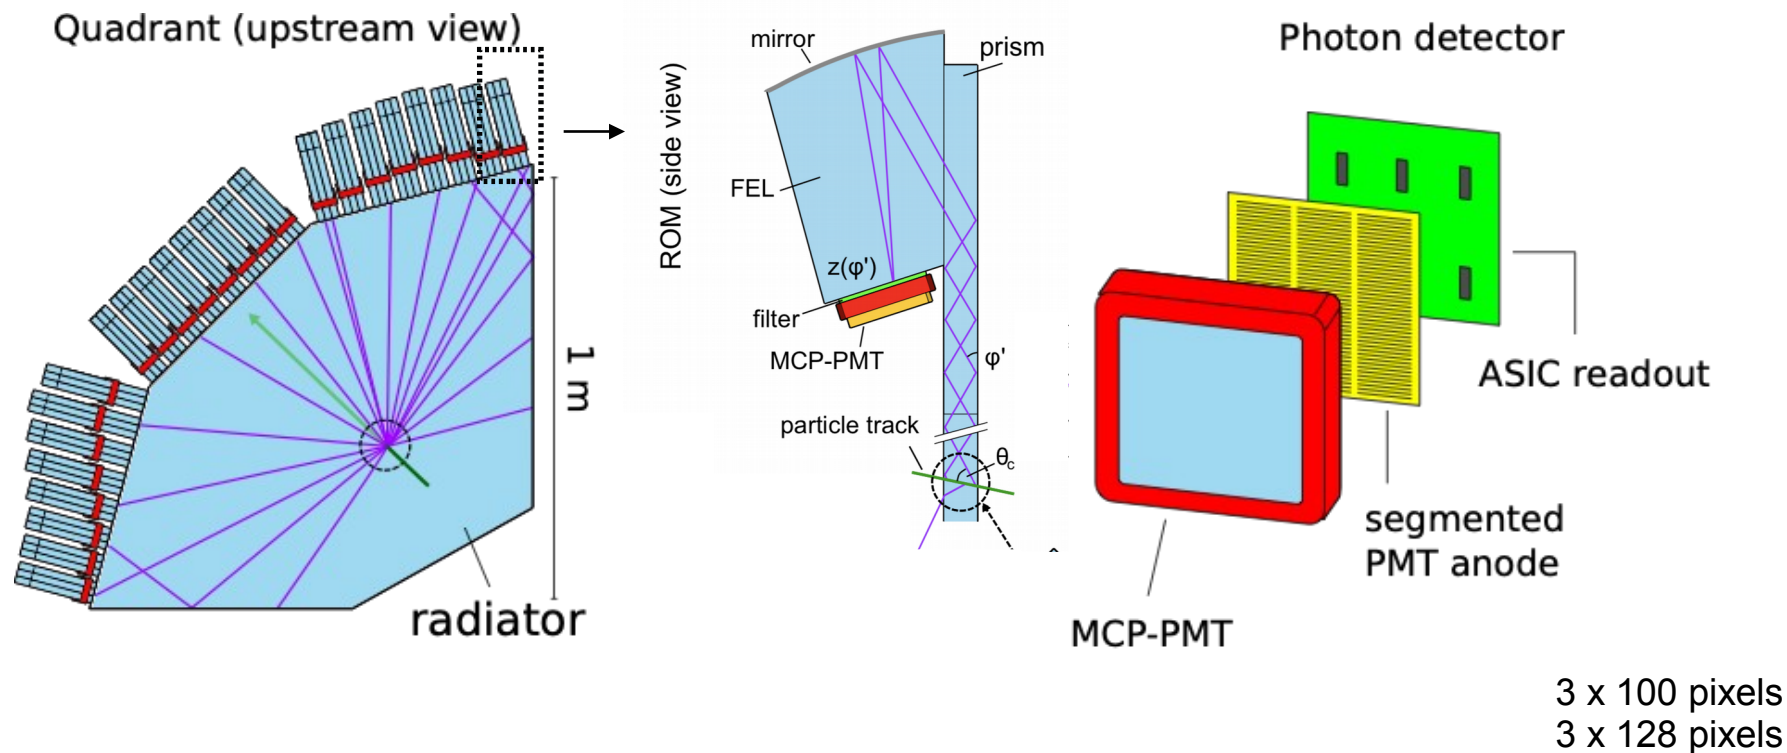 Quadrant (upstream view)
1 m
radiator
ROM (side view)
mirror
prism
FEL
z(φ')
filter
MCP-PMT
φ'
particle track
θc
Photon detector
ASIC readout
segmented
PMT anode
MCP-PMT
3 x 100 pixels
3 x 128 pixels